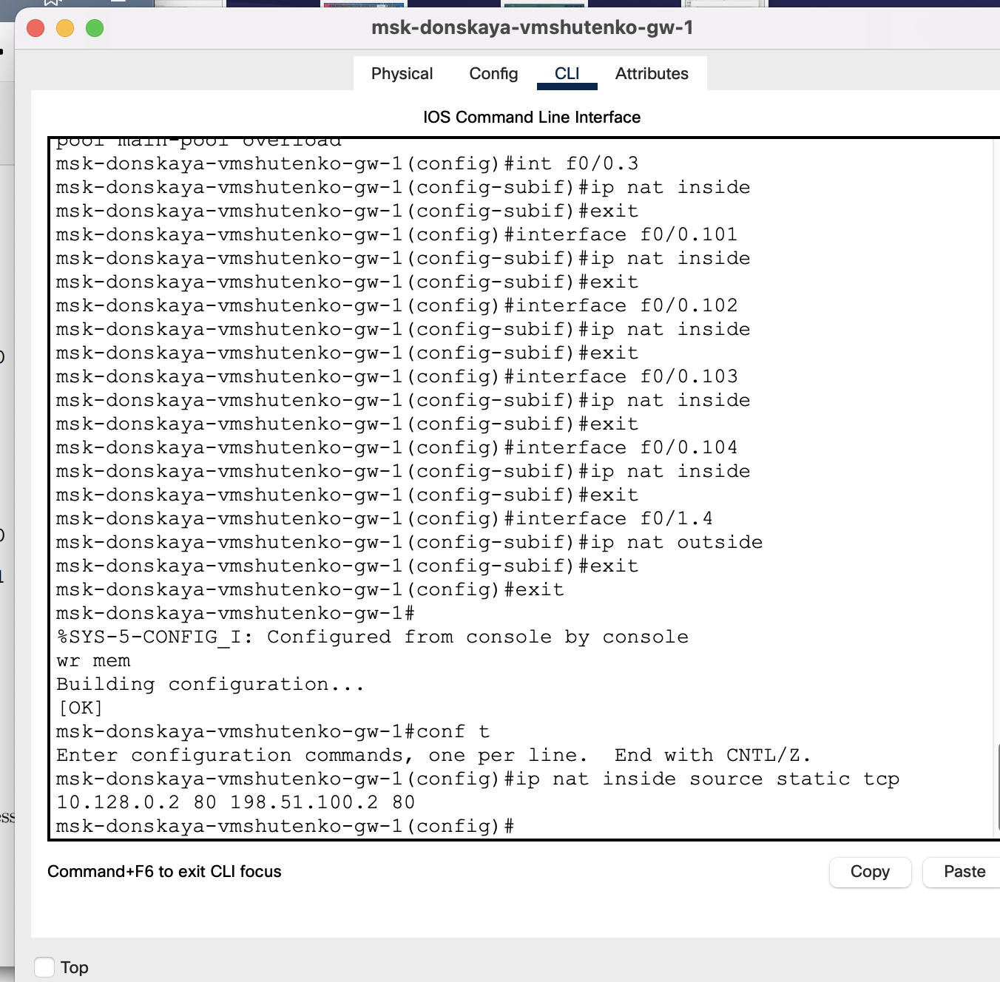 msk-donskaya-vmshutenko-gw-1
Physical Config CLI Attributes
IOS Command Line Interface
pool main-pool overload
msk-donskaya-vmshutenko-gw-1(config)#int f0/0.3
msk-donskaya-vmshutenko-gw-1(config-subif)#ip nat inside
msk-donskaya-vmshutenko-gw-1(config-subif)#exit
msk-donskaya-vmshutenko-gw-1(config)#interface f0/0.101
msk-donskaya-vmshutenko-gw-1(config-subif)#ip nat inside
msk-donskaya-vmshutenko-gw-1(config-subif)#exit
msk-donskaya-vmshutenko-gw-1(config)#interface f0/0.102
msk-donskaya-vmshutenko-gw-1(config-subif)#ip nat inside
msk-donskaya-vmshutenko-gw-1(config-subif)#exit
msk-donskaya-vmshutenko-gw-1(config)#interface f0/0.103
msk-donskaya-vmshutenko-gw-1(config-subif)#ip nat inside
msk-donskaya-vmshutenko-gw-1(config-subif)#exit
msk-donskaya-vmshutenko-gw-1(config)#interface f0/0.104
msk-donskaya-vmshutenko-gw-1(config-subif)#ip nat inside
msk-donskaya-vmshutenko-gw-1(config-subif)#exit
msk-donskaya-vmshutenko-gw-1(config)#interface f0/1.4
msk-donskaya-vmshutenko-gw-1(config-subif)#ip nat outside
msk-donskaya-vmshutenko-gw-1(config-subif)#exit
msk-donskaya-vmshutenko-gw-1(config)#exit
msk-donskaya-vmshutenko-gw-1#
%SYS-5-CONFIG_I: Configured from console by console
wr mem
Building configuration...
[OK]
msk-donskaya-vmshutenko-gw-1#conf t
Enter configuration commands, one per line.  End with CNTL/Z.
msk-donskaya-vmshutenko-gw-1(config)#ip nat inside source static tcp
10.128.0.2 80 198.51.100.2 80
msk-donskaya-vmshutenko-gw-1(config)#
Command+F6 to exit CLI focus
Copy Paste
Top